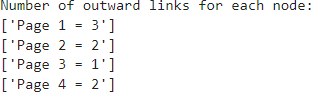 Number of outward links for each node:
['Page 1 = 3']
['Page 2 = 2']
['Page 3 = 1']
['Page 4 = 2']